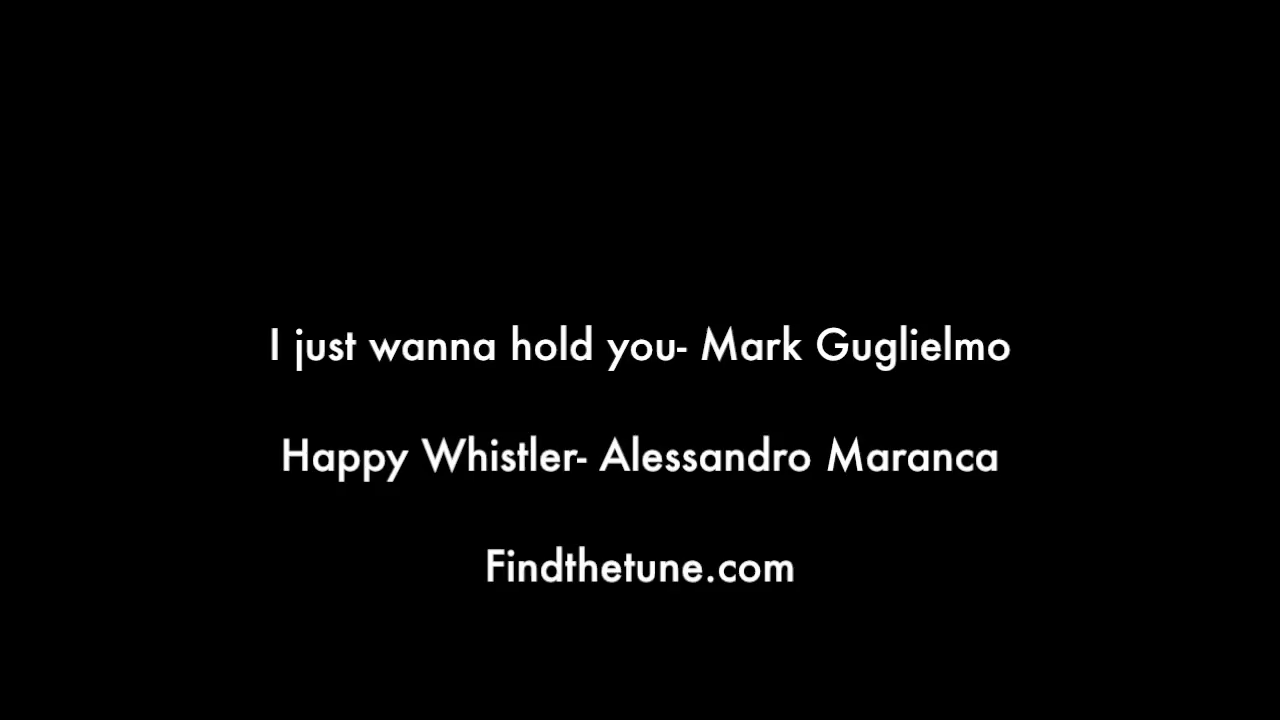 I just wanna hold you- Mark Guglielmo
Happy Whistler- Alessandro Maranca
Findthetune.com